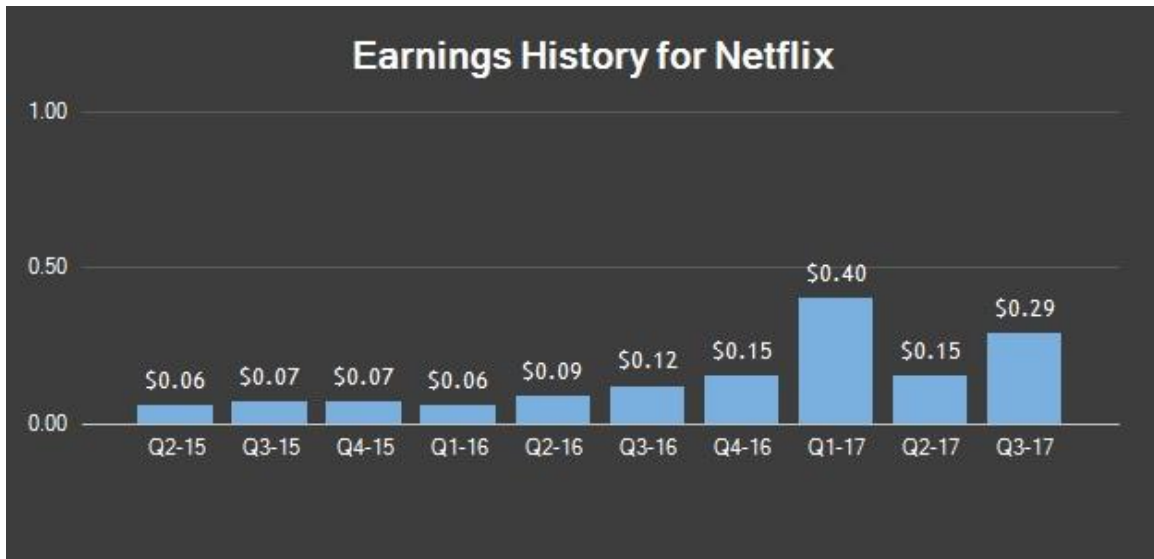 Earnings History for Netflix
1.00
0.50
0.00
$0.06 $0.07 $0.07 $0.06 $0.09 $0.12 $0.15 $0.40 $0.15 $0.29
Q2-15 Q3-15 Q4-15 Q1-16 Q2-16 Q3-16 Q4-16 Q1-17 Q2-17 Q3-17